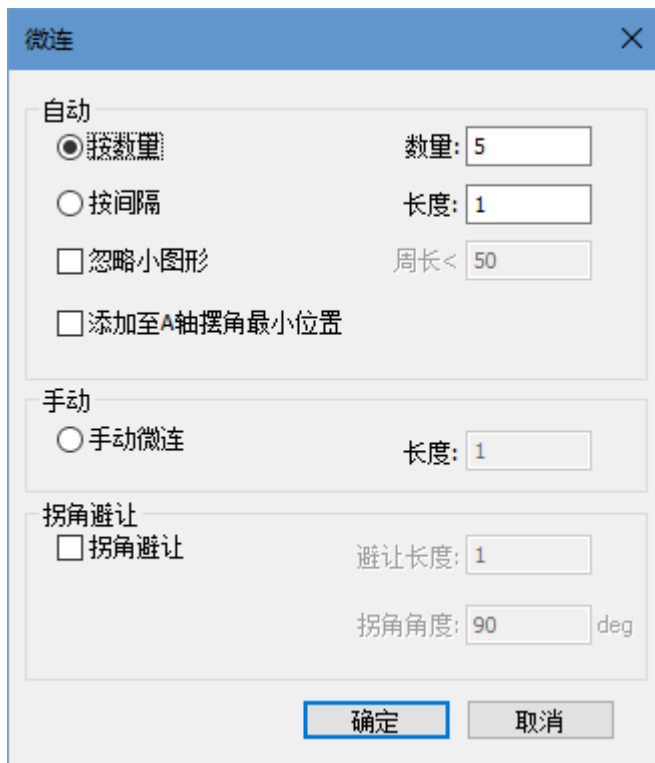 微连
自动
按数量 数量: 5
按间隔 长度: 1
忽略小图形 周长< 50
添加至A轴摆角最小位置
手动
手动微连 长度: 1
拐角避让
拐角避让 避让长度: 1
拐角角度: 90 deg
确定 取消